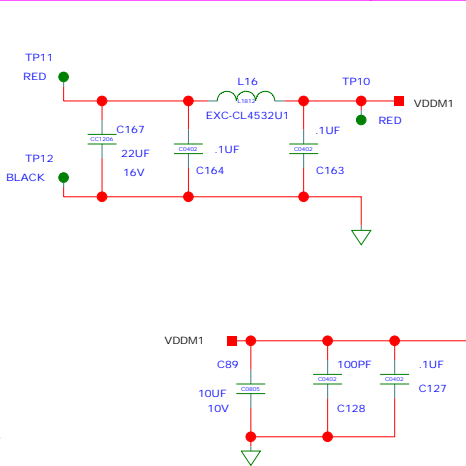 TP11
RED
L16
L1812
EXC-CL4532U1
TP10
VDDM1
RED
C167
CC1206
22UF
16V
C0402
.1UF
C164
.1UF
C0402
C163
TP12
BLACK
VDDM1
C89
C0805
10UF
10V
100PF
C0402
C128
.1UF
C0402
C127